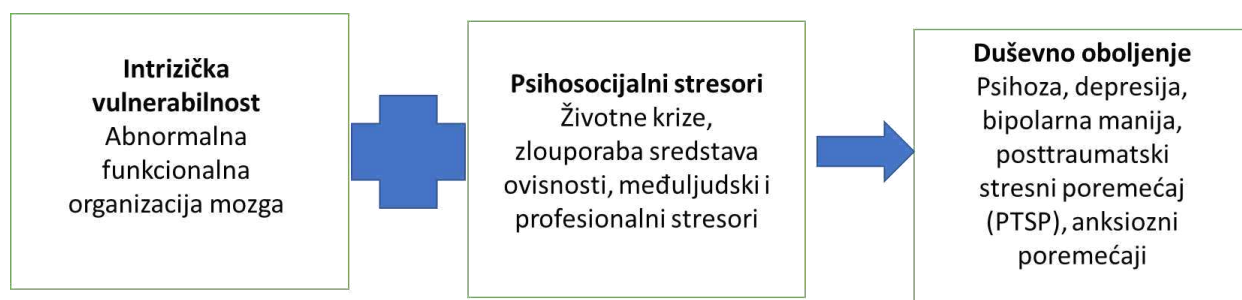 Intrizička
vulnerabilnost
Abnormalna
funkcionalna
organizacija mozga
Psihosocijalni stresori
Životne krize,
zlouporaba sredstava
ovisnosti, međuljudski i
profesionalni stresori
Duševno oboljenje
Psihoza, depresija,
bipolarna manija,
posttraumatski
stresni poremećaj
(PTSP), anksiozni
poremećaji